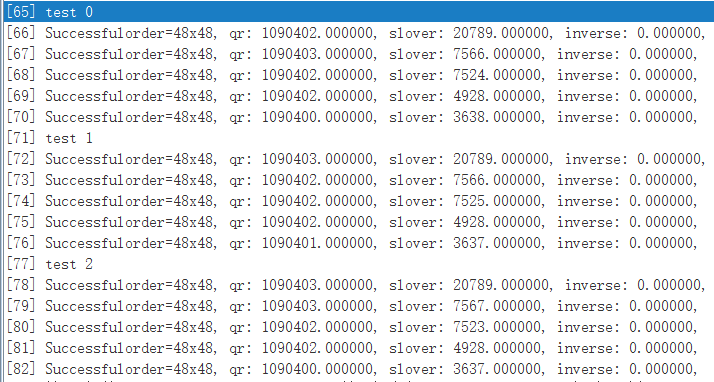 [65] test 0
[66] Successfulorder=48x48, qr: 1090402.000000, slover: 20789.000000, inverse: 0.000000,
[67] Successfulorder=48x48, qr: 1090403.000000, slover: 7566.000000, inverse: 0.000000,
[68] Successfulorder=48x48, qr: 1090402.000000, slover: 7524.000000, inverse: 0.000000,
[69] Successfulorder=48x48, qr: 1090402.000000, slover: 4928.000000, inverse: 0.000000,
[70] Successfulorder=48x48, qr: 1090400.000000, slover: 3638.000000, inverse: 0.000000,
[71] test 1
[72] Successfulorder=48x48, qr: 1090403.000000, slover: 20789.000000, inverse: 0.000000,
[73] Successfulorder=48x48, qr: 1090402.000000, slover: 7566.000000, inverse: 0.000000,
[74] Successfulorder=48x48, qr: 1090402.000000, slover: 7525.000000, inverse: 0.000000,
[75] Successfulorder=48x48, qr: 1090402.000000, slover: 4928.000000, inverse: 0.000000,
[76] Successfulorder=48x48, qr: 1090401.000000, slover: 3637.000000, inverse: 0.000000,
[77] test 2
[78] Successfulorder=48x48, qr: 1090403.000000, slover: 20789.000000, inverse: 0.000000,
[79] Successfulorder=48x48, qr: 1090403.000000, slover: 7567.000000, inverse: 0.000000,
[80] Successfulorder=48x48, qr: 1090402.000000, slover: 7523.000000, inverse: 0.000000,
[81] Successfulorder=48x48, qr: 1090402.000000, slover: 4928.000000, inverse: 0.000000,
[82] Successfulorder=48x48, qr: 1090400.000000, slover: 3637.000000, inverse: 0.000000,